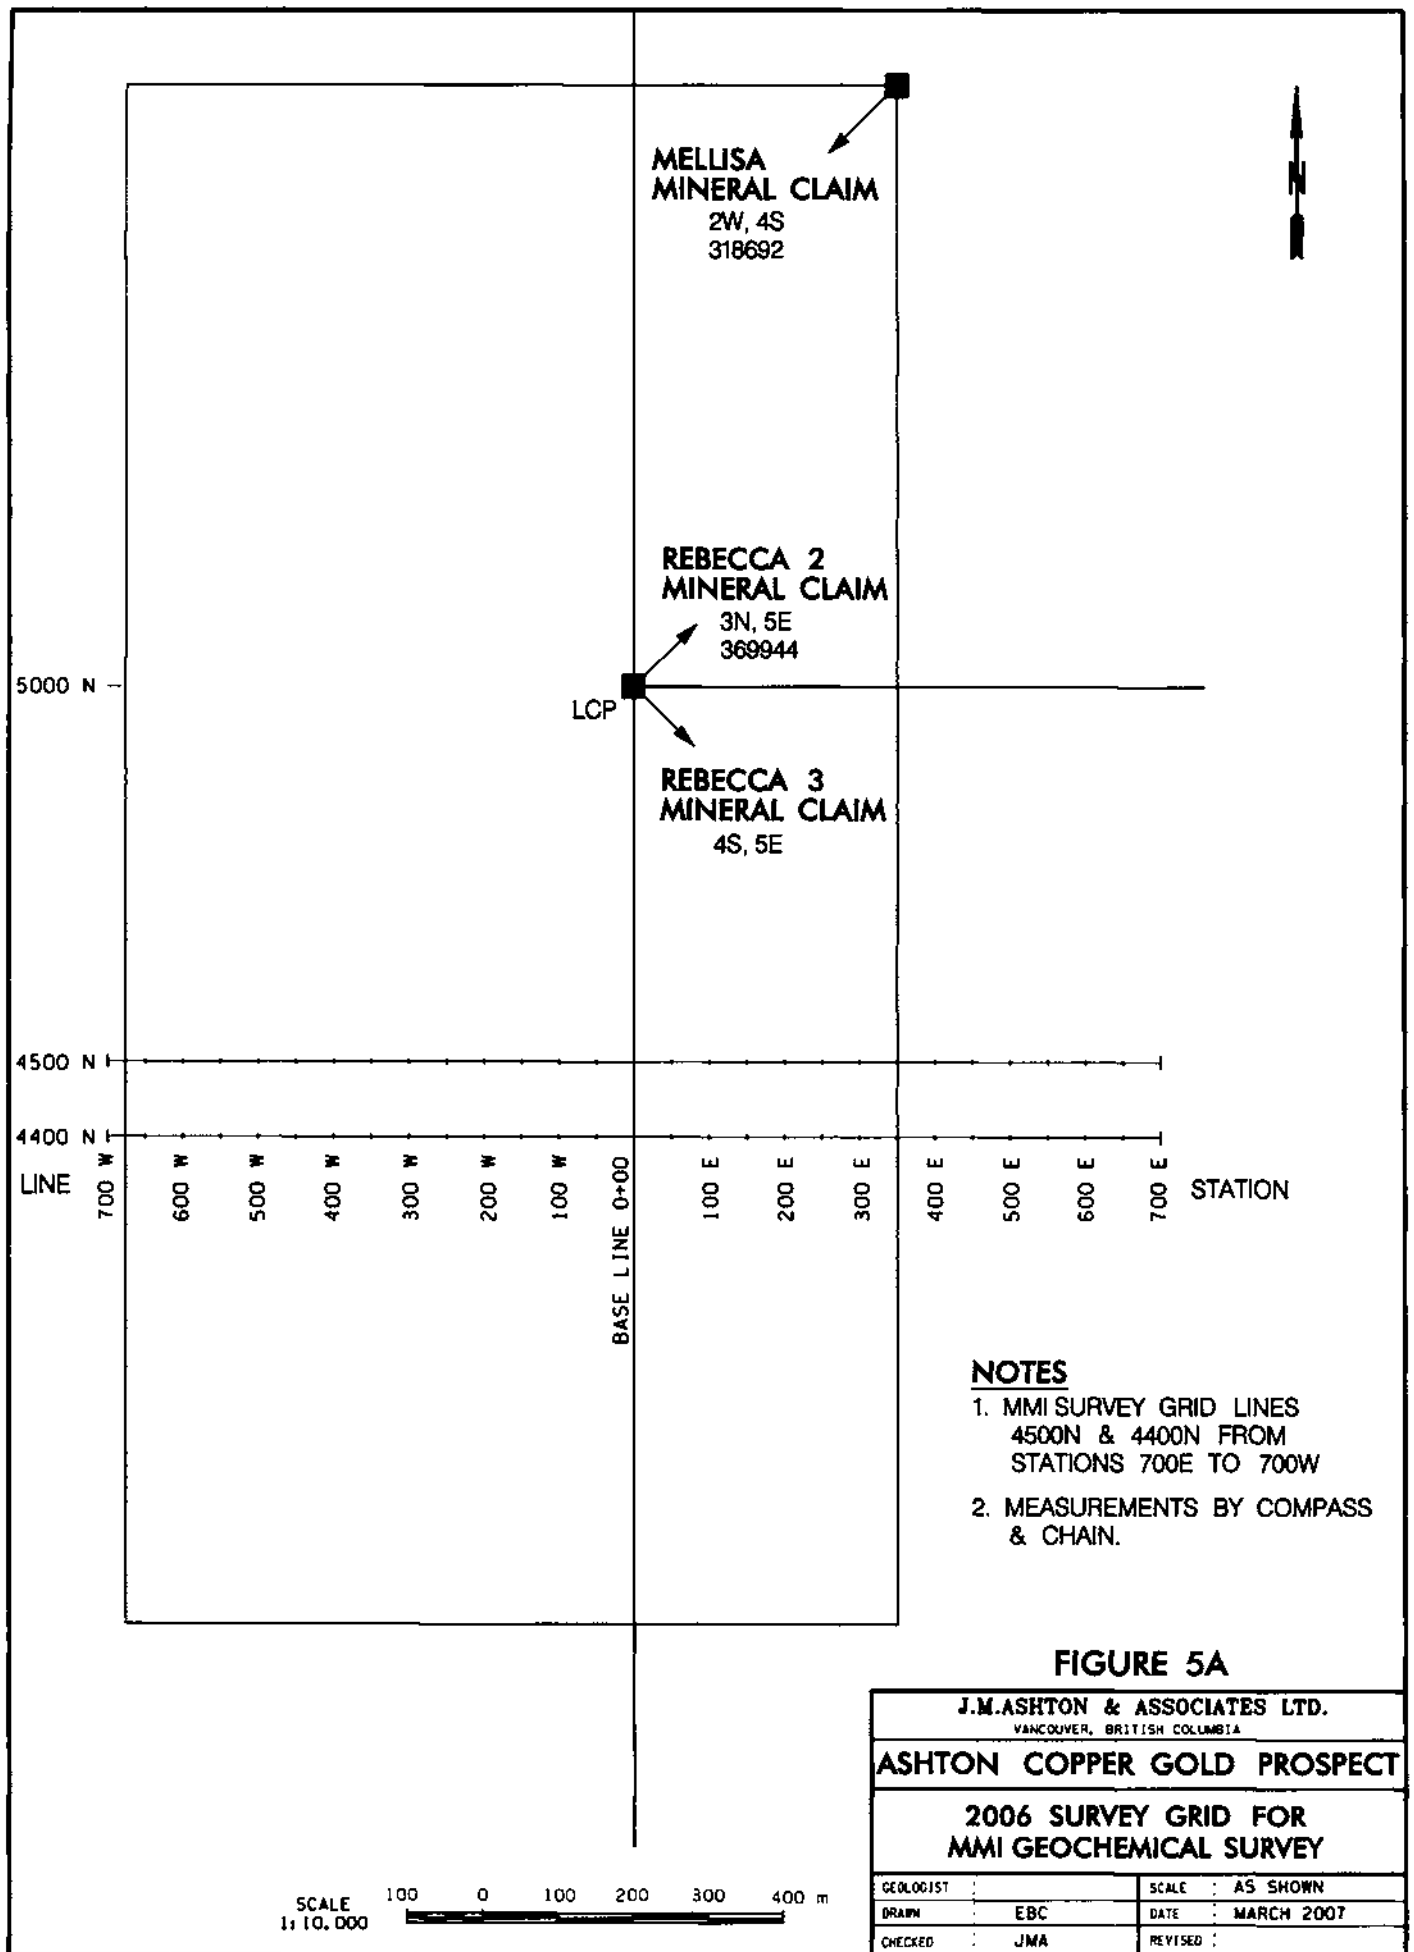 MELLISA
MINERAL CLAIM
2W, 4S
318692
N
REBECCA 2
MINERAL CLAIM
3N, 5E
369944
5000 N
LCP
REBECCA 3
MINERAL CLAIM
4S, 5E
4500 N
4400 N
LINE
700 W
600 W
500 W
400 W
300 W
200 W
100 W
BASE LINE 0+00
100 E
200 E
300 E
400 E
500 E
600 E
700 E
STATION
NOTES
1. MMI SURVEY GRID LINES
4500N & 4400N FROM
STATIONS 700E TO 700W
2. MEASUREMENTS BY COMPASS
& CHAIN.
FIGURE 5A
J.M.ASHTON & ASSOCIATES LTD.
VANCOUVER, BRITISH COLUMBIA
ASHTON COPPER GOLD PROSPECT
2006 SURVEY GRID FOR
MMI GEOCHEMICAL SURVEY
GEOLOGIST :
SCALE : AS SHOWN
DRAWN : EBC
DATE : MARCH 2007
CHECKED : JMA
REVISED :
SCALE
1:10,000
100 0 100 200 300 400 m